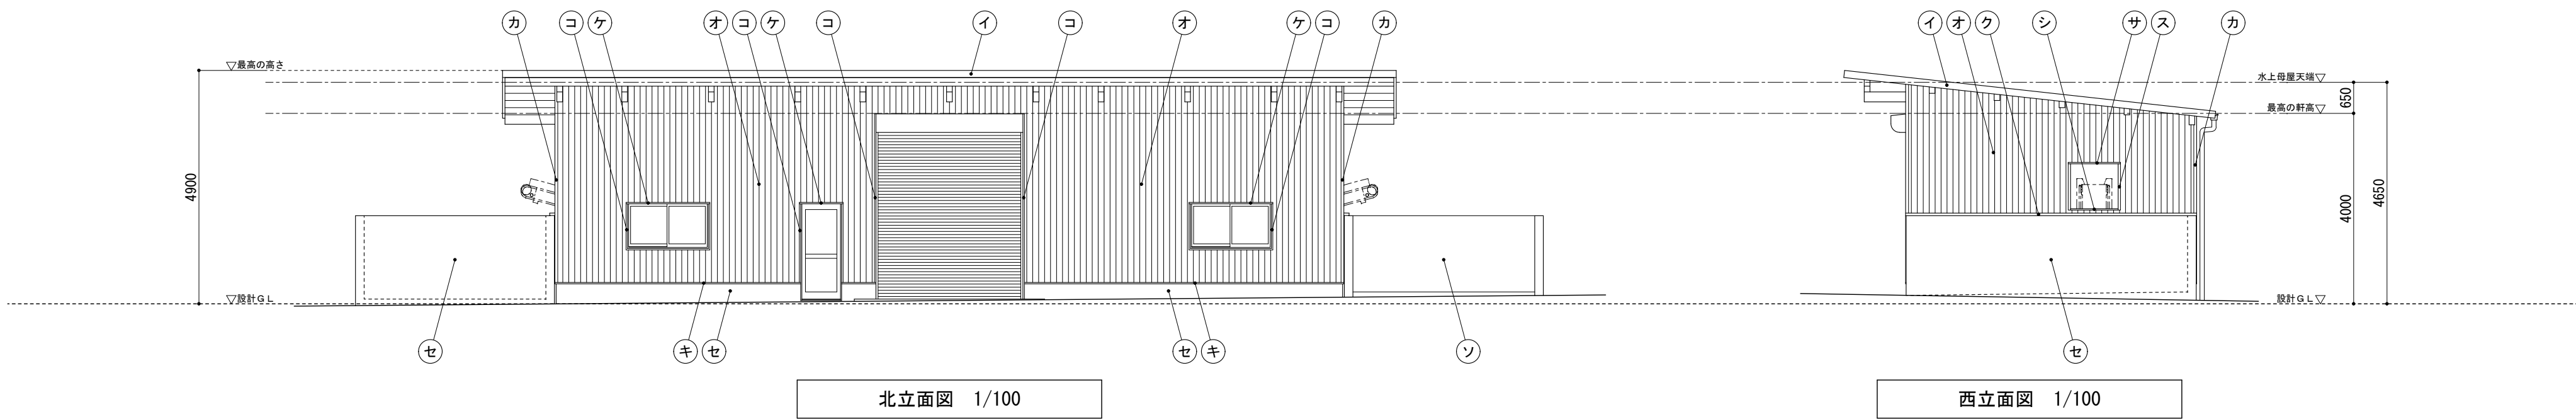 カ コ ケ オ コ ケ コ イ コ オ ケ コ カ
イ オ ク シ サ ス カ
▽最高の高さ
水上母屋天端▽
650
最高の軒高▽
4900
4000
4650
▽設計ＧＬ
設計ＧＬ▽
セ キ セ セ キ ソ
セ
北立面図 1/100
西立面図 1/100